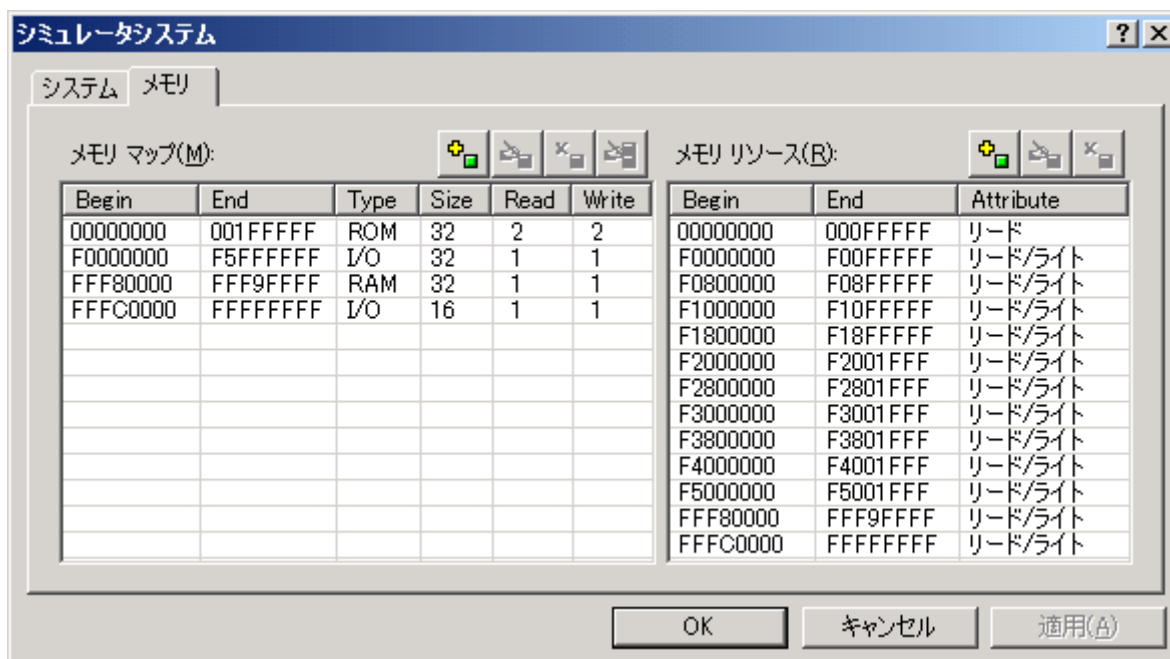 シミュレータシステム
システム メモリ
メモリ マップ(M):
Begin End Type Size Read Write
00000000 001FFFFF ROM 32 2 2
F0000000 F5FFFFFF I/O 32 1 1
FFF80000 FFF9FFFF RAM 32 1 1
FFFC0000 FFFFFFFF I/O 16 1 1
メモリ リソース(R):
Begin End Attribute
00000000 000FFFFF リード
F0000000 F00FFFFF リード/ライト
F0800000 F08FFFFF リード/ライト
F1000000 F10FFFFF リード/ライト
F1800000 F18FFFFF リード/ライト
F2000000 F2001FFF リード/ライト
F2800000 F2801FFF リード/ライト
F3000000 F3001FFF リード/ライト
F3800000 F3801FFF リード/ライト
F4000000 F4001FFF リード/ライト
F5000000 F5001FFF リード/ライト
FFF80000 FFF9FFFF リード/ライト
FFFC0000 FFFFFFFF リード/ライト
OK キャンセル 適用(A)